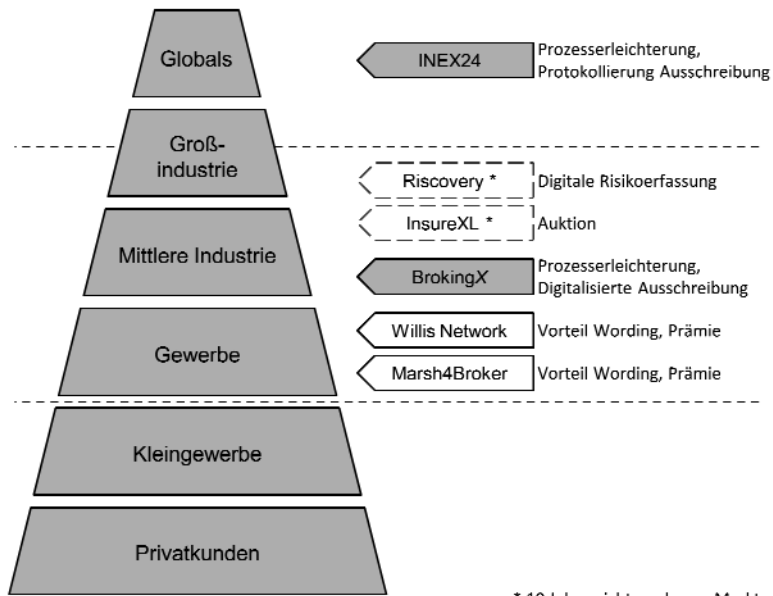 Globals
INEX24
Prozesserleichterung,
Protokollierung Ausschreibung
Groß-
industrie
Riscovery *
Digitale Risikoerfassung
InsureXL *
Auktion
Mittlere Industrie
BrokingX
Prozesserleichterung,
Digitalisierte Ausschreibung
Gewerbe
Willis Network
Vorteil Wording, Prämie
Marsh4Broker
Vorteil Wording, Prämie
Kleingewerbe
Privatkunden